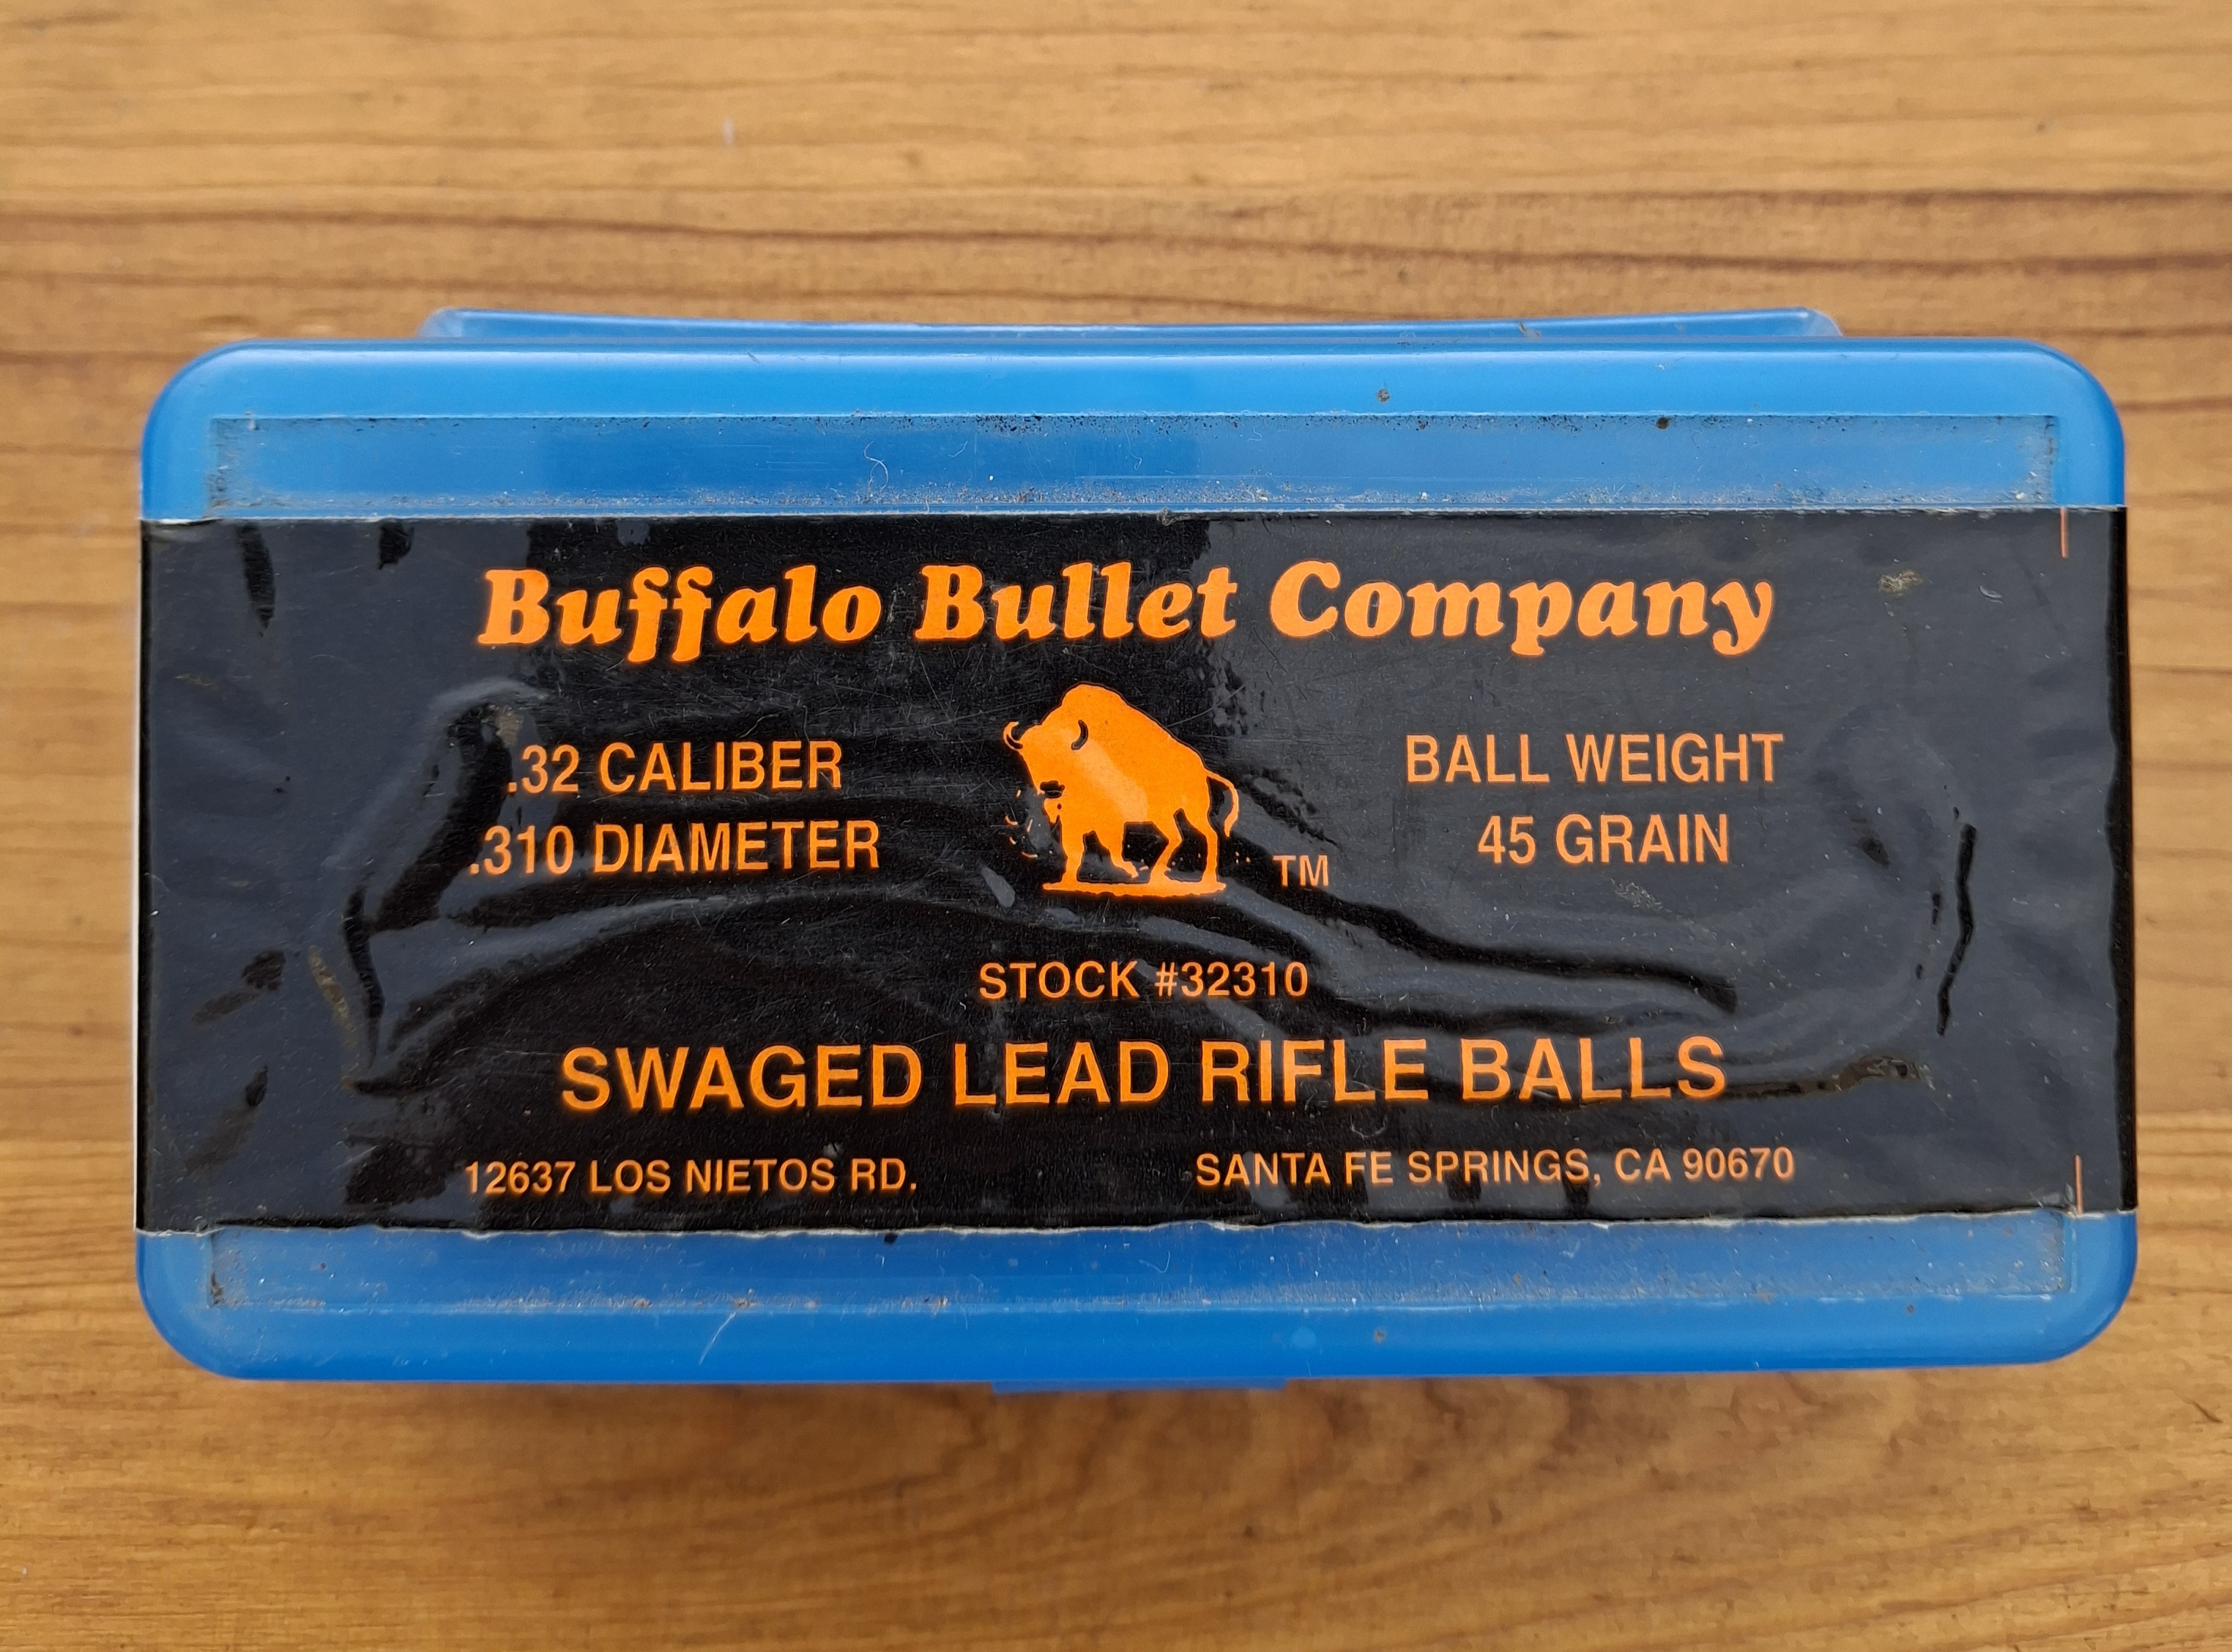 Buffalo Bullet Company
.32 CALIBER
.310 DIAMETER
TM
BALL WEIGHT
45 GRAIN
STOCK #32310
SWAGED LEAD RIFLE BALLS
12637 LOS NIETOS RD. SANTA FE SPRINGS, CA 90670